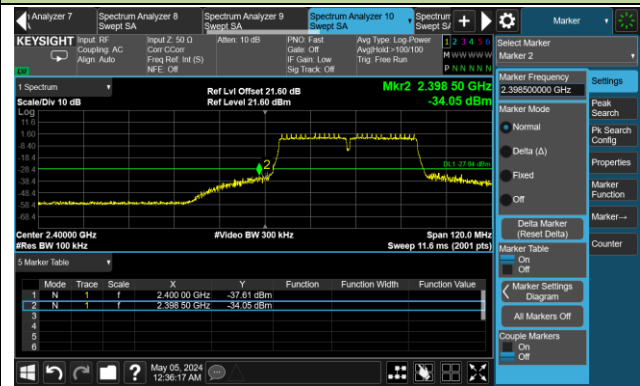 Analyzer 7
Spectrum Analyzer 8
Swept SA
Spectrum Analyzer 9
Swept SA
Spectrum Analyzer 10
Swept SA
Spectrum
Swept SA
Marker
KEYSIGHT
Input: RF
Coupling: AC
Align: Auto
Input Z: 50 Ω
Corr CCorr
Freq Ref: Int (S)
NFE: Off
Atten: 10 dB
PNO: Fast
Gate: Off
IF Gain: Low
Sig Track: Off
Avg Type: Log-Power
Avg|Hold:>100/100
Trig: Free Run
1 2 3 4 5 6
M W W W W W
P N N N N N
LXI
Select Marker
Marker 2
1 Spectrum
Scale/Div 10 dB
Ref Lvl Offset 21.60 dB
Ref Level 21.60 dBm
Mkr2 2.398 50 GHz
-34.05 dBm
Log
11.6
1.60
-8.40
-18.4
-28.4
-38.4
-48.4
-58.4
-68.4
2
DL1 -27.64 dBm
Center 2.40000 GHz
#Res BW 100 kHz
#Video BW 300 kHz
Span 120.0 MHz
Sweep 11.6 ms (2001 pts)
5 Marker Table
Mode Trace Scale X Y Function Function Width Function Value
1 N 1 f 2.400 00 GHz -37.61 dBm
2 N 1 f 2.398 50 GHz -34.05 dBm
3
4
5
6
Marker Frequency
2.398500000 GHz
Marker Mode
Normal
Delta (Δ)
Fixed
Off
Delta Marker
(Reset Delta)
Marker Table
On
Off
Marker Settings
Diagram
All Markers Off
Couple Markers
On
Off
Settings
Peak
Search
Pk Search
Config
Properties
Marker
Function
Marker→
Counter
?
May 05, 2024
12:36:17 AM